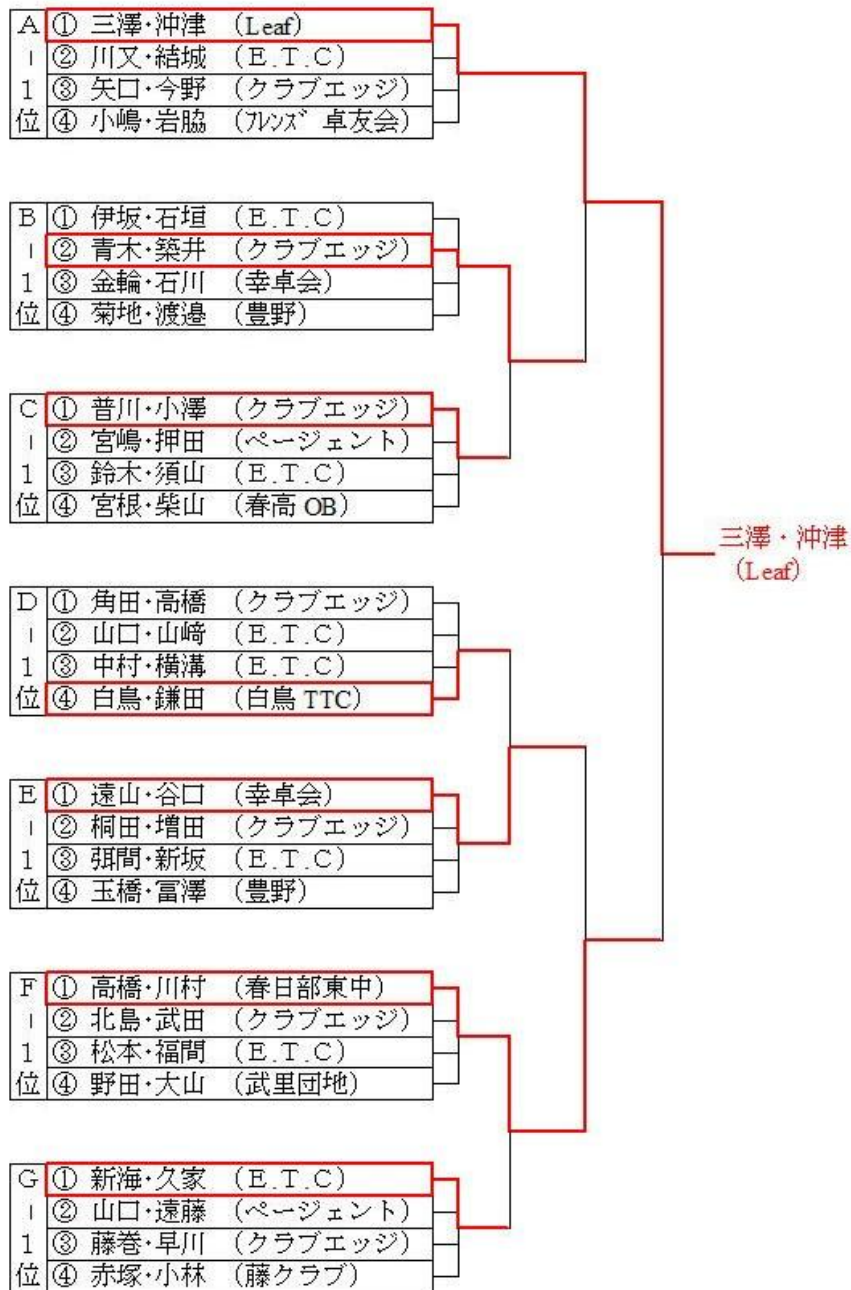 A ① 三澤・沖津 (Leaf)
｜ ② 川又・結城 (E.T.C)
1 ③ 矢口・今野 (クラブエッジ)
位 ④ 小嶋・岩脇 (ﾌﾚﾝｽﾞ 卓友会)
B ① 伊坂・石垣 (E.T.C)
｜ ② 青木・築井 (クラブエッジ)
1 ③ 金輪・石川 (幸卓会)
位 ④ 菊地・渡邉 (豊野)
C ① 普川・小澤 (クラブエッジ)
｜ ② 宮嶋・押田 (ページェント)
1 ③ 鈴木・須山 (E.T.C)
位 ④ 宮根・柴山 (春高 OB)
三澤・沖津
(Leaf)
D ① 角田・高橋 (クラブエッジ)
｜ ② 山口・山﨑 (E.T.C)
1 ③ 中村・横溝 (E.T.C)
位 ④ 白鳥・鎌田 (白鳥 TTC)
E ① 遠山・谷口 (幸卓会)
｜ ② 桐田・増田 (クラブエッジ)
1 ③ 弭間・新坂 (E.T.C)
位 ④ 玉橋・冨澤 (豊野)
F ① 高橋・川村 (春日部東中)
｜ ② 北島・武田 (クラブエッジ)
1 ③ 松本・福間 (E.T.C)
位 ④ 野田・大山 (武里団地)
G ① 新海・久家 (E.T.C)
｜ ② 山口・遠藤 (ページェント)
1 ③ 藤巻・早川 (クラブエッジ)
位 ④ 赤塚・小林 (藤クラブ)